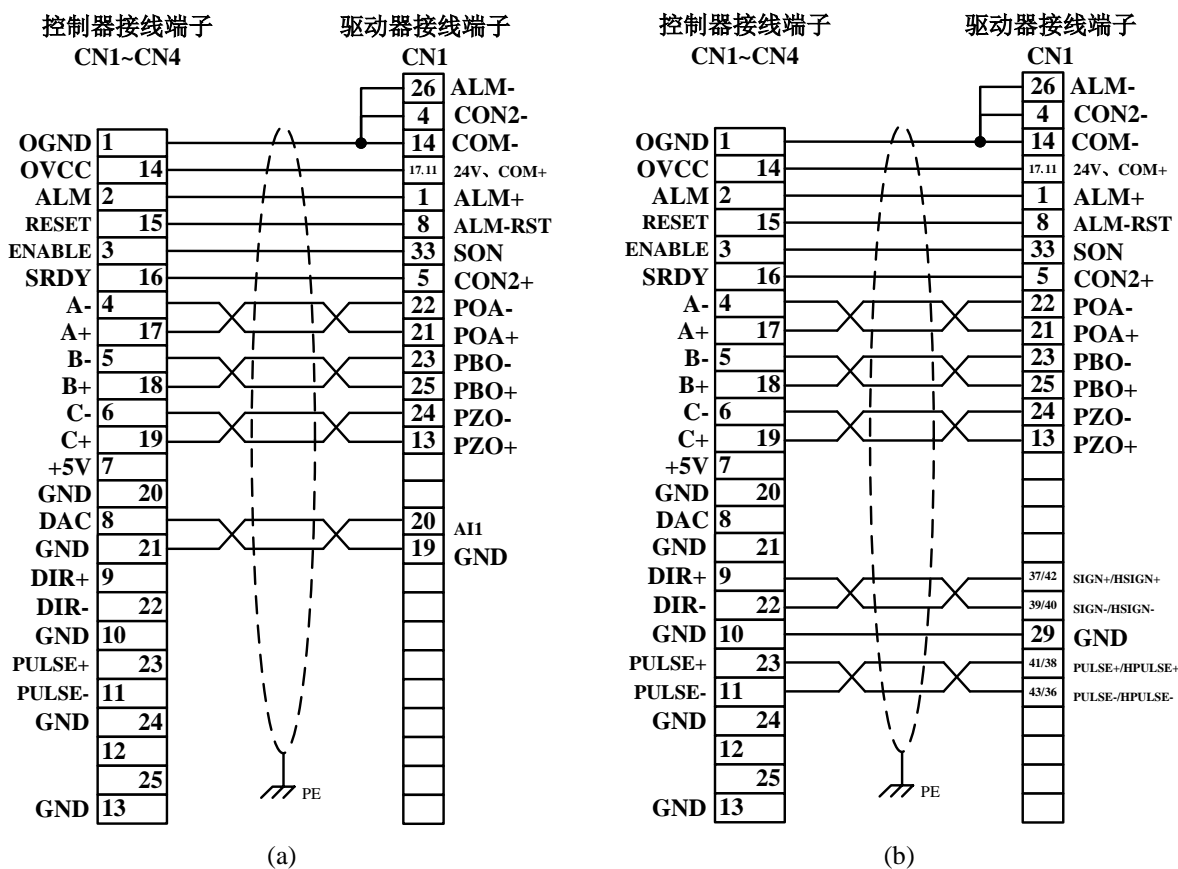 控制器接线端子 驱动器接线端子
CN1~CN4 CN1
26 ALM-
4 CON2-
OGND 1 14 COM-
OVCC 14 17.11 24V、COM+
ALM 2 1 ALM+
RESET 15 8 ALM-RST
ENABLE 3 33 SON
SRDY 16 5 CON2+
A- 4 22 POA-
A+ 17 21 POA+
B- 5 23 PBO-
B+ 18 25 PBO+
C- 6 24 PZO-
C+ 19 13 PZO+
+5V 7
GND 20
DAC 8 20 AI1
GND 21 19 GND
DIR+ 9
DIR- 22
GND 10
PULSE+ 23
PULSE- 11
GND 24
12
25
GND 13
PE
(a)
控制器接线端子 驱动器接线端子
CN1~CN4 CN1
26 ALM-
4 CON2-
OGND 1 14 COM-
OVCC 14 17.11 24V、COM+
ALM 2 1 ALM+
RESET 15 8 ALM-RST
ENABLE 3 33 SON
SRDY 16 5 CON2+
A- 4 22 POA-
A+ 17 21 POA+
B- 5 23 PBO-
B+ 18 25 PBO+
C- 6 24 PZO-
C+ 19 13 PZO+
+5V 7
GND 20
DAC 8
GND 21
DIR+ 9 37/42 SIGN+/HSIGN+
DIR- 22 39/40 SIGN-/HSIGN-
GND 10 29 GND
PULSE+ 23 41/38 PULSE+/HPULSE+
PULSE- 11 43/36 PULSE-/HPULSE-
GND 24
12
25
GND 13
PE
(b)